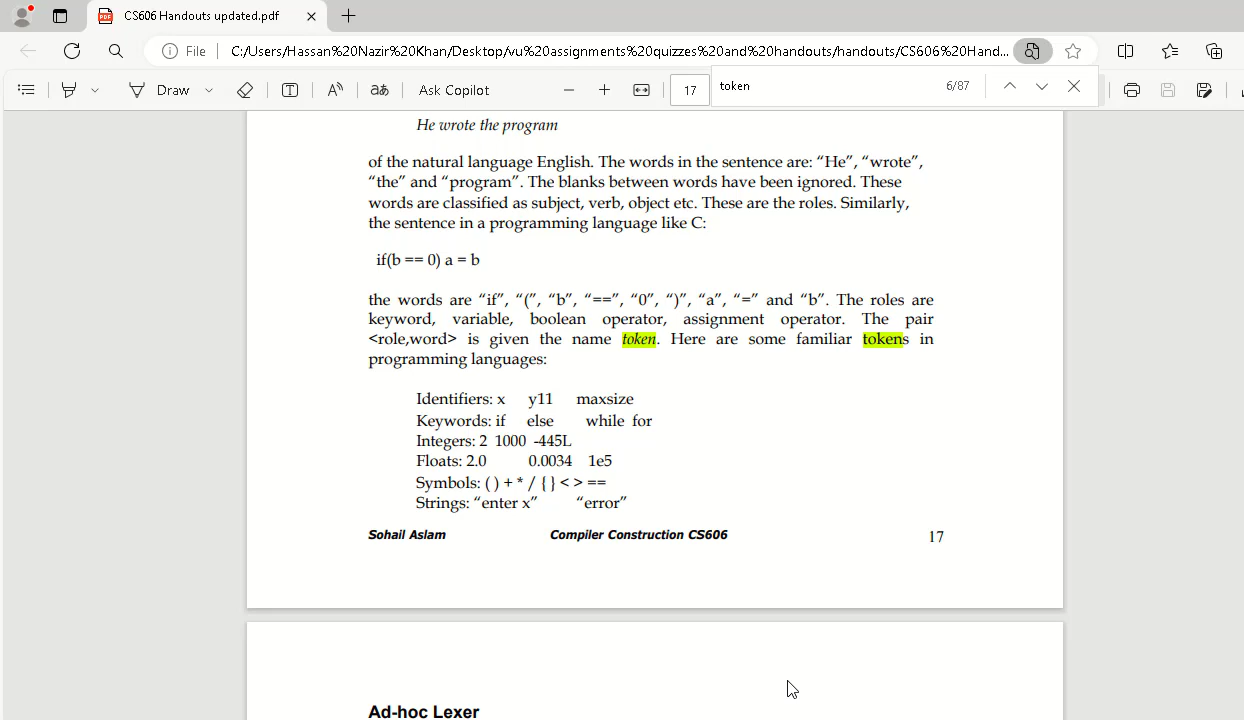 CS606 Handouts updated.pdf
File
C:/Users/Hassan%20Nazir%20Khan/Desktop/vu%20assignments%20quizzes%20and%20handouts/handouts/CS606%20Hand...
Draw
Ask Copilot
17
token
6/87
He wrote the program
of the natural language English. The words in the sentence are: “He”, “wrote”,
“the” and “program”. The blanks between words have been ignored. These
words are classified as subject, verb, object etc. These are the roles. Similarly,
the sentence in a programming language like C:
if(b == 0) a = b
the words are “if”, “(”, “b”, “==”, “0”, “)”, “a”, “=” and “b”. The roles are
keyword, variable, boolean operator, assignment operator. The pair
<role,word> is given the name token. Here are some familiar tokens in
programming languages:
Identifiers: x y11 maxsize
Keywords: if else while for
Integers: 2 1000 -445L
Floats: 2.0 0.0034 1e5
Symbols: ( ) + * / { } < > ==
Strings: “enter x” “error”
Sohail Aslam Compiler Construction CS606 17
Ad-hoc Lexer